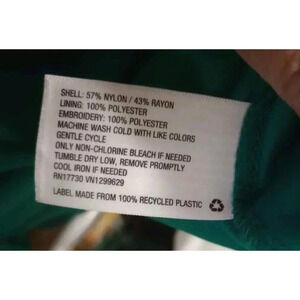 SHELL: 57% NYLON / 43% RAYON
LINING: 100% POLYESTER
EMBROIDERY: 100% POLYESTER
MACHINE WASH COLD WITH LIKE COLORS
GENTLE CYCLE
ONLY NON-CHLORINE BLEACH IF NEEDED
TUMBLE DRY LOW, REMOVE PROMPTLY
COOL IRON IF NEEDED
RN17730 VN1299629
LABEL MADE FROM 100% RECYCLED PLASTIC